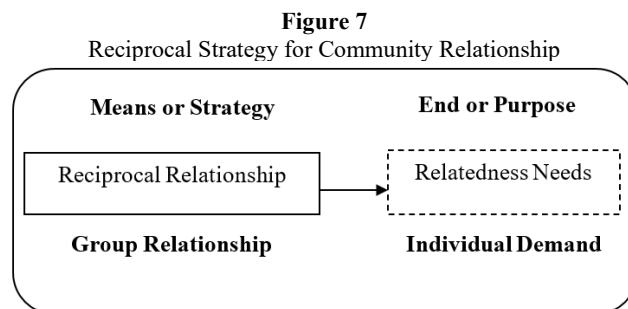 Figure 7
Reciprocal Strategy for Community Relationship
Means or Strategy
End or Purpose
Reciprocal Relationship
Relatedness Needs
Group Relationship
Individual Demand